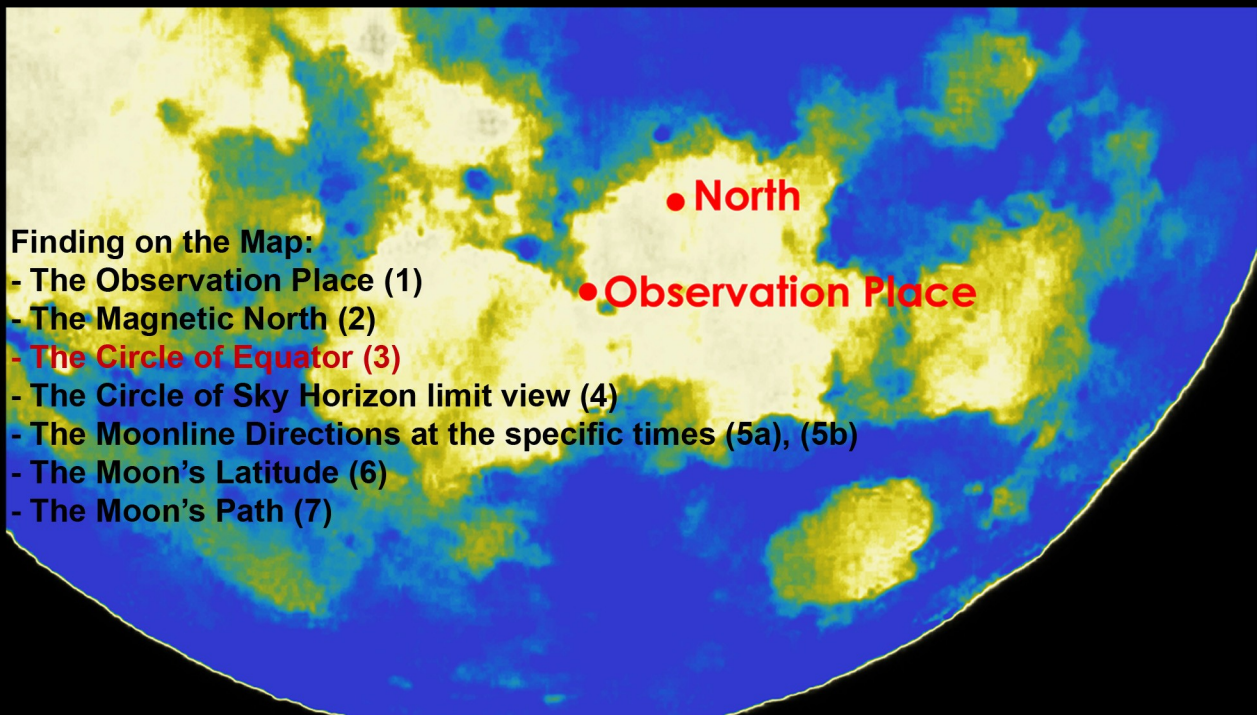 North
Finding on the Map:
- The Observation Place (1)
Observation Place
- The Magnetic North (2)
- The Circle of Equator (3)
- The Circle of Sky Horizon limit view (4)
- The Moonline Directions at the specific times (5a), (5b)
- The Moon's Latitude (6)
- The Moon's Path (7)